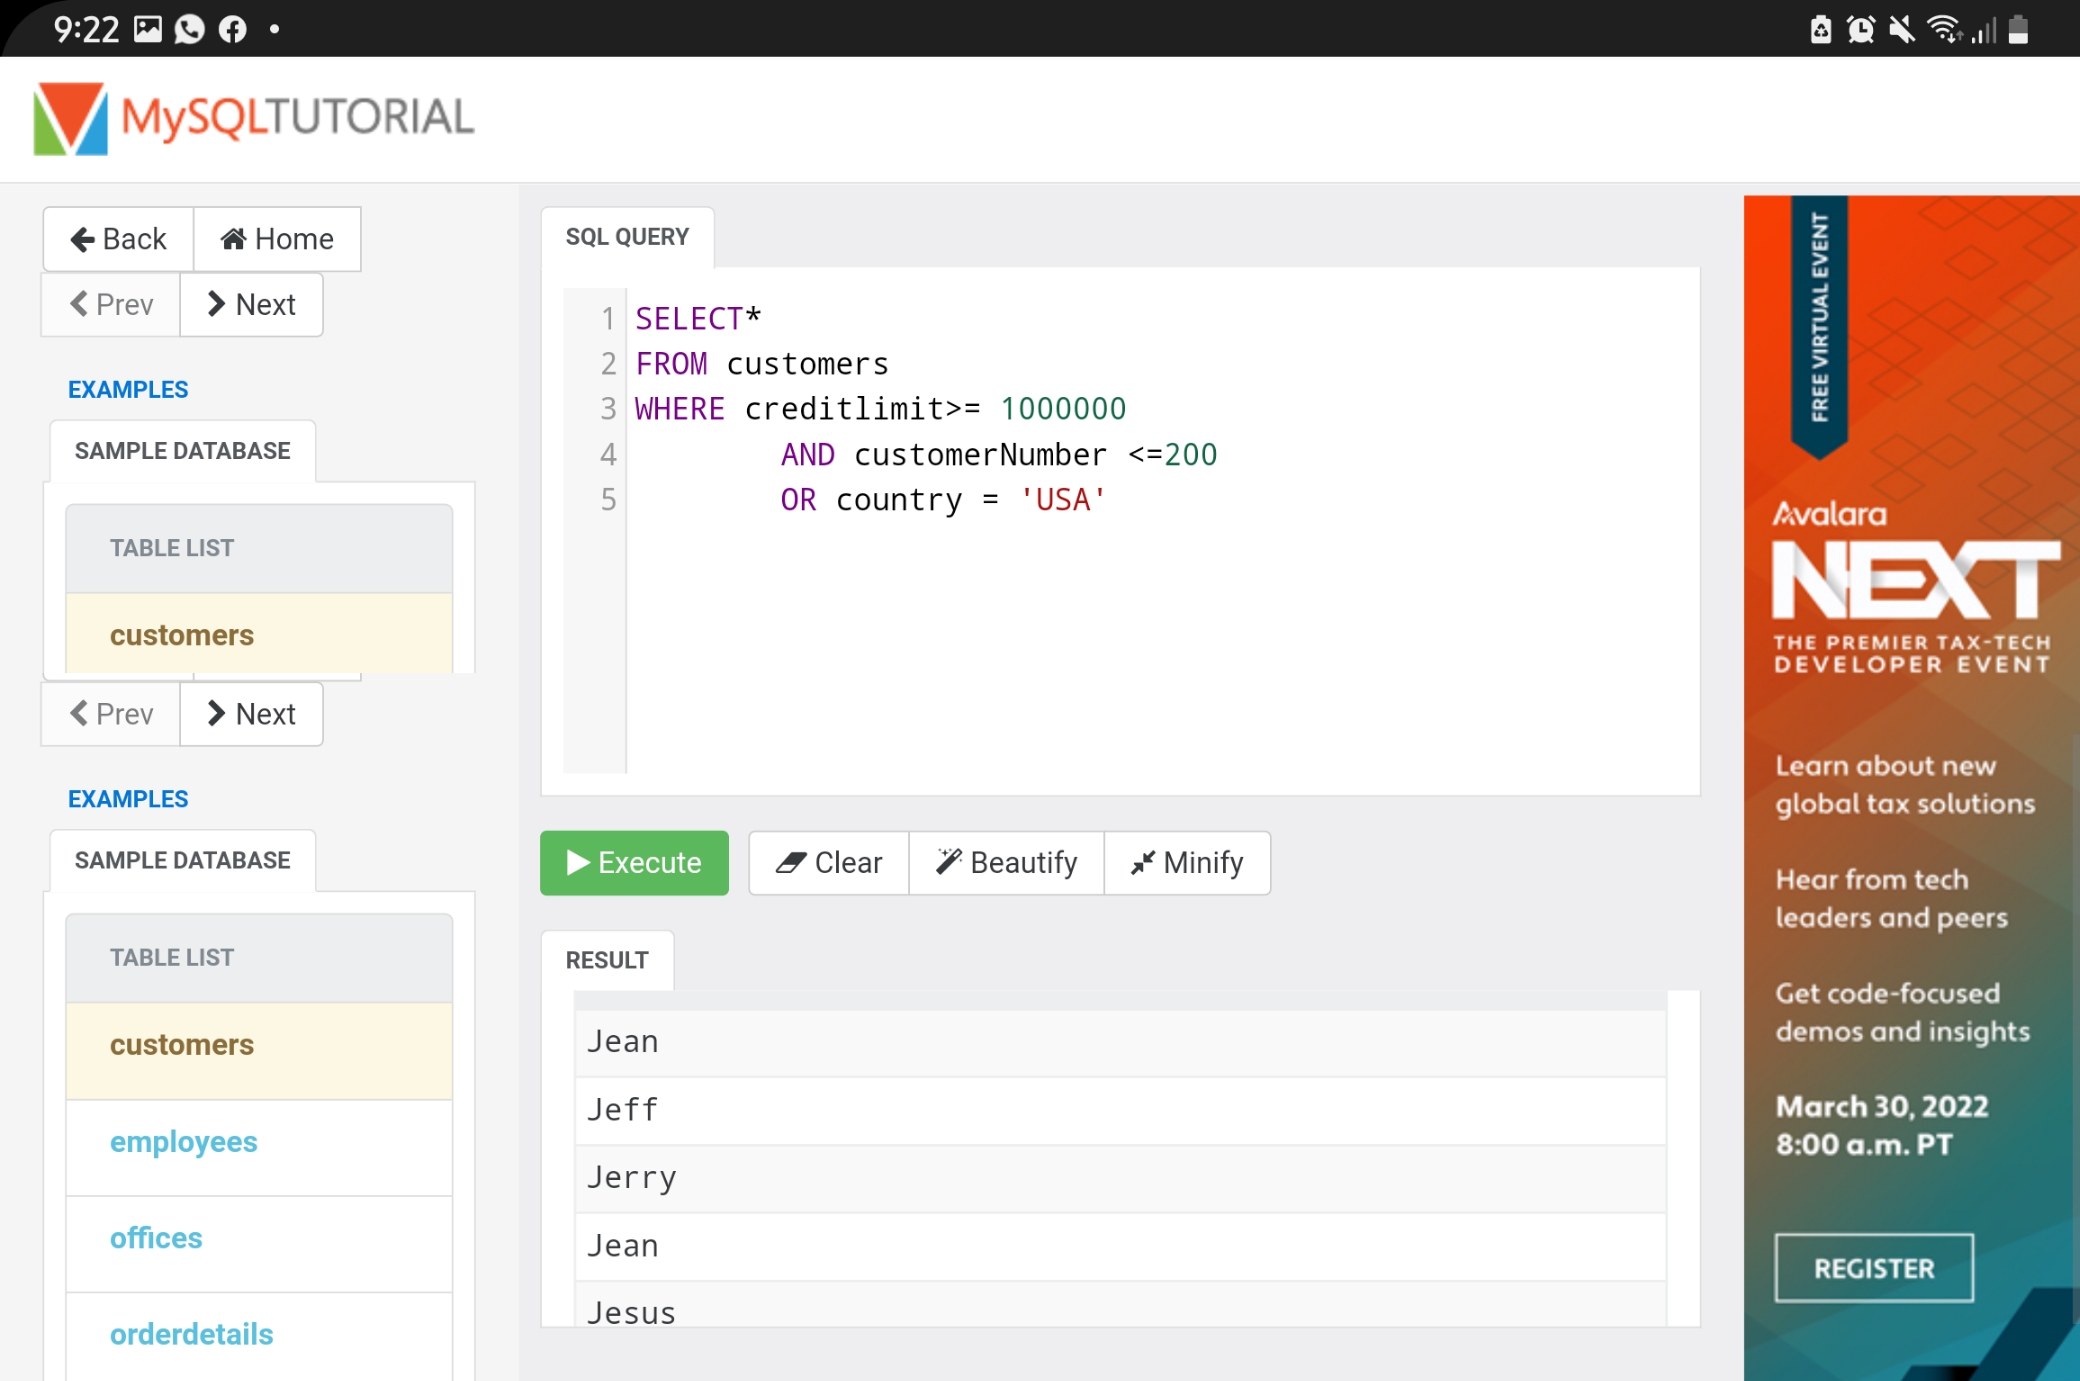 9:22
MySQLTUTORIAL
Back
Home
Prev
Next
EXAMPLES
SAMPLE DATABASE
TABLE LIST
customers
Prev
Next
EXAMPLES
SAMPLE DATABASE
TABLE LIST
customers
employees
offices
orderdetails
SQL QUERY
1 SELECT*
2 FROM customers
3 WHERE creditlimit>= 1000000
4 AND customerNumber <=200
5 OR country = 'USA'
Execute
Clear
Beautify
Minify
RESULT
Jean
Jeff
Jerry
Jean
Jesus
FREE VIRTUAL EVENT
Avalara
NEXT
THE PREMIER TAX-TECH
DEVELOPER EVENT
Learn about new
global tax solutions
Hear from tech
leaders and peers
Get code-focused
demos and insights
March 30, 2022
8:00 a.m. PT
REGISTER